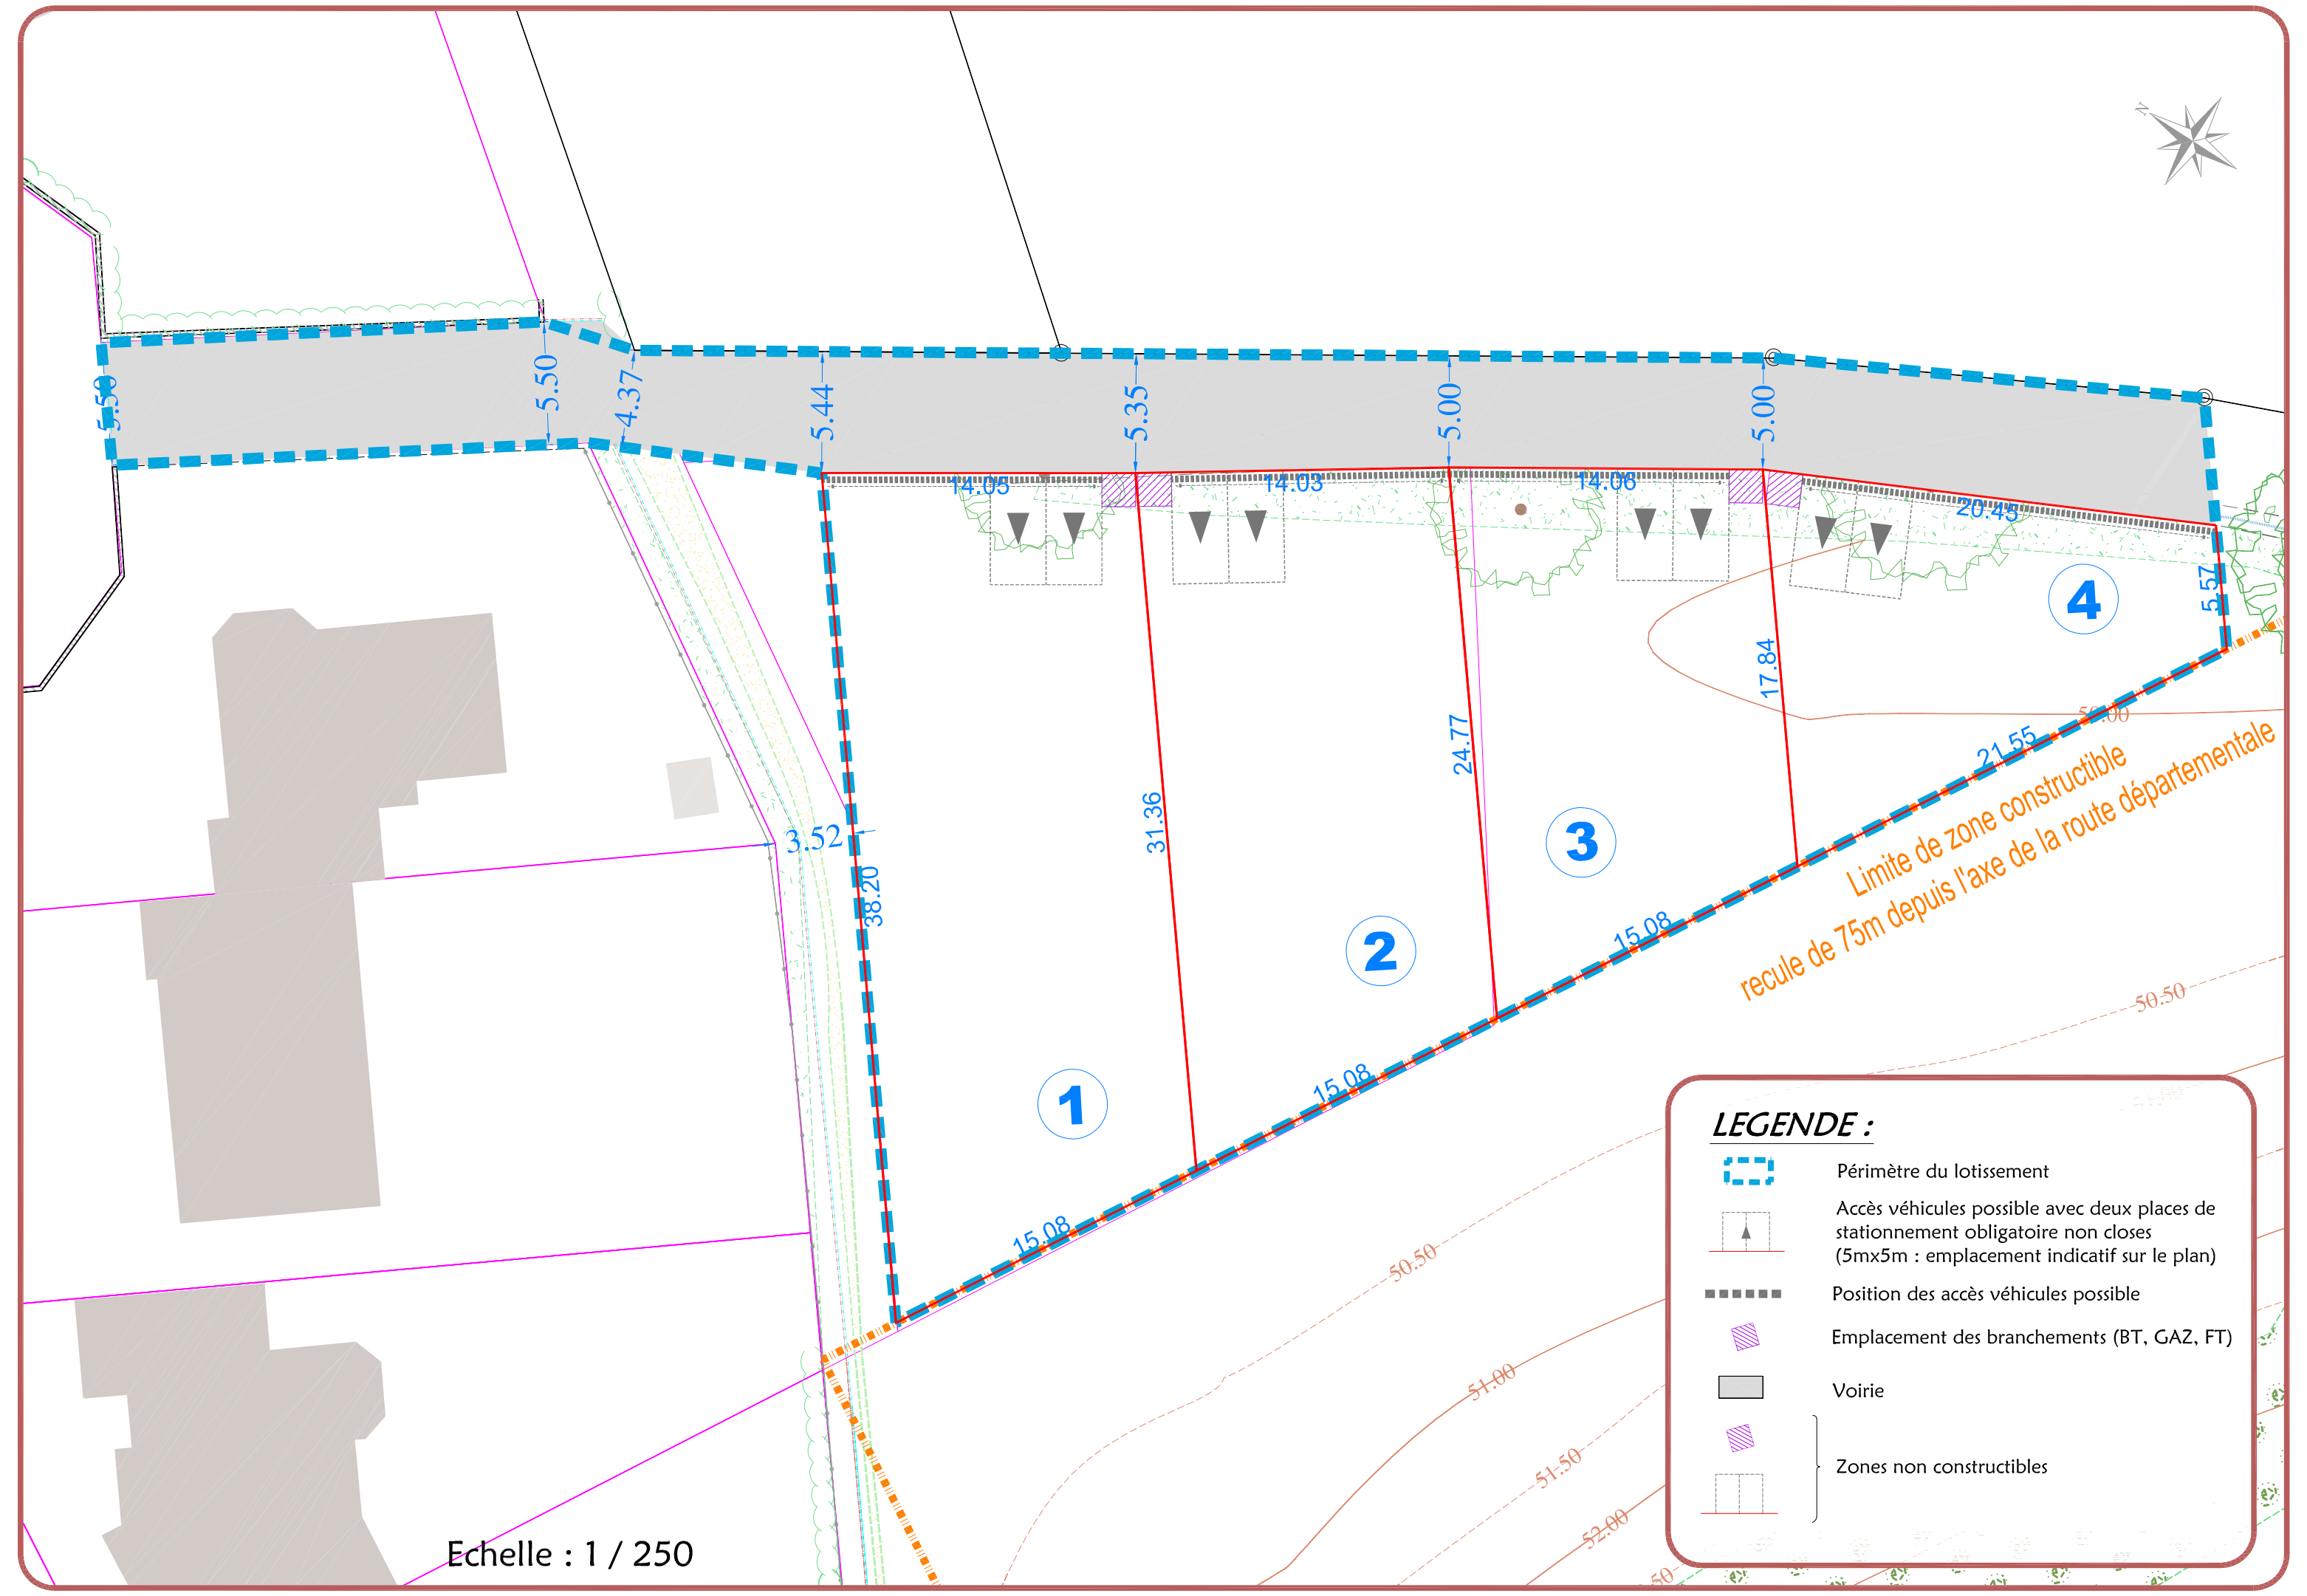 N
5.50
5.50
4.37
5.44
5.35
5.00
5.00
14.05
14.03
14.06
20.45
5.57
4
17.84
24.77
31.36
3.52
38.20
3
2
1
50.00
21.55
15.08
15.08
15.08
Limite de zone constructible
recule de 75m depuis l'axe de la route départementale
50.50
50.50
51.00
51.50
52.00
50
LEGENDE :
Périmètre du lotissement
Accès véhicules possible avec deux places de
stationnement obligatoire non closes
(5mx5m : emplacement indicatif sur le plan)
Position des accès véhicules possible
Emplacement des branchements (BT, GAZ, FT)
Voirie
Zones non constructibles
Echelle : 1 / 250